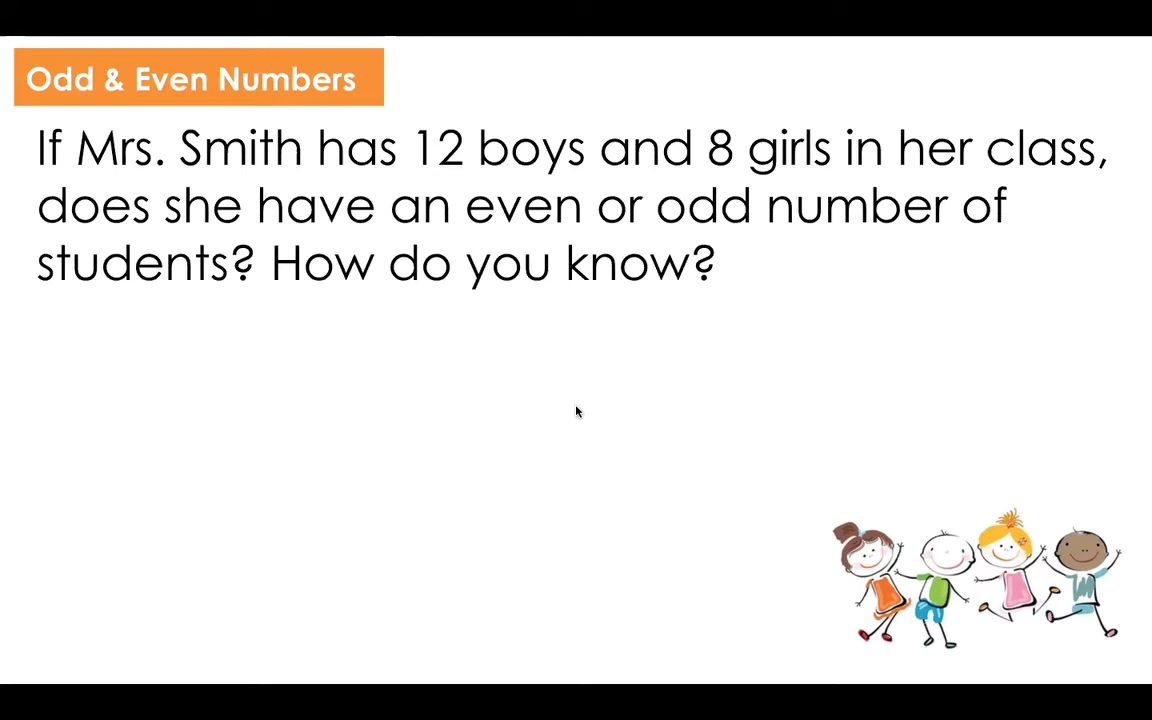 Odd & Even Numbers
If Mrs. Smith has 12 boys and 8 girls in her class,
does she have an even or odd number of
students? How do you know?